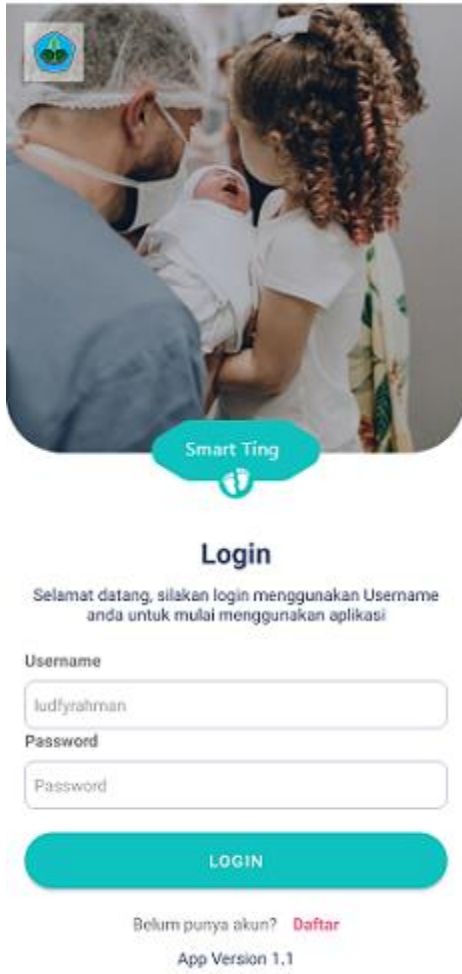 Smart Ting
Login
Selamat datang, silakan login menggunakan Username
anda untuk mulai menggunakan aplikasi
Username
ludfyrahman
Password
Password
LOGIN
Belum punya akun? Daftar
App Version 1.1